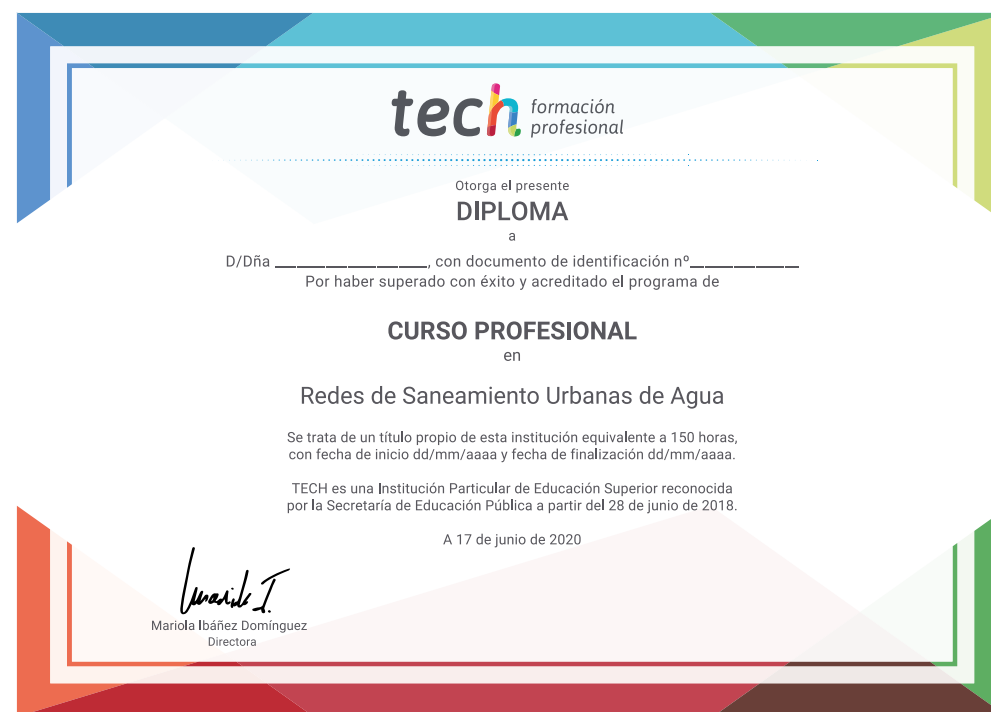 tech formación
profesional
Otorga el presente
DIPLOMA
a
D/Dña ____________________, con documento de identificación nº______________
Por haber superado con éxito y acreditado el programa de
CURSO PROFESIONAL
en
Redes de Saneamiento Urbanas de Agua
Se trata de un título propio de esta institución equivalente a 150 horas,
con fecha de inicio dd/mm/aaaa y fecha de finalización dd/mm/aaaa.
TECH es una Institución Particular de Educación Superior reconocida
por la Secretaría de Educación Pública a partir del 28 de junio de 2018.
A 17 de junio de 2020
Mariola Ibáñez Domínguez
Directora